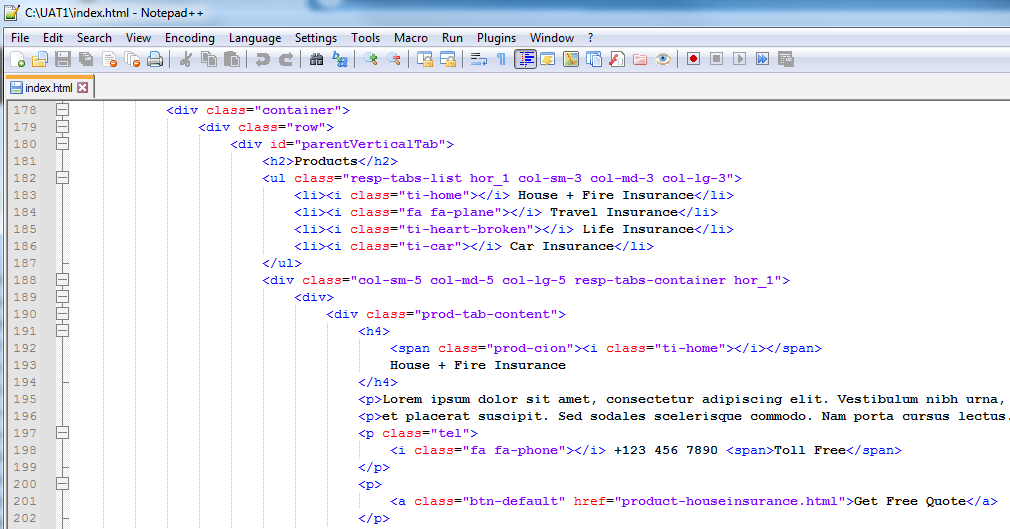 C:\UAT1\index.html - Notepad++
File Edit Search View Encoding Language Settings Tools Macro Run Plugins Window ?
index.html
178 <div class="container">
179 <div class="row">
180 <div id="parentVerticalTab">
181 <h2>Products</h2>
182 <ul class="resp-tabs-list hor_1 col-sm-3 col-md-3 col-lg-3">
183 <li><i class="ti-home"></i> House + Fire Insurance</li>
184 <li><i class="fa fa-plane"></i> Travel Insurance</li>
185 <li><i class="ti-heart-broken"></i> Life Insurance</li>
186 <li><i class="ti-car"></i> Car Insurance</li>
187 </ul>
188 <div class="col-sm-5 col-md-5 col-lg-5 resp-tabs-container hor_1">
189 <div>
190 <div class="prod-tab-content">
191 <h4>
192 <span class="prod-cion"><i class="ti-home"></i></span>
193 House + Fire Insurance
194 </h4>
195 <p>Lorem ipsum dolor sit amet, consectetur adipiscing elit. Vestibulum nibh urna,
196 <p>et placerat suscipit. Sed sodales scelerisque commodo. Nam porta cursus lectus.
197 <p class="tel">
198 <i class="fa fa-phone"></i> +123 456 7890 <span>Toll Free</span>
199 </p>
200 <p>
201 <a class="btn-default" href="product-houseinsurance.html">Get Free Quote</a>
202 </p>